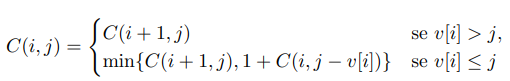 C(i, j) = { C(i + 1, j) se v[i] > j,
min{C(i + 1, j), 1 + C(i, j − v[i])} se v[i] ≤ j